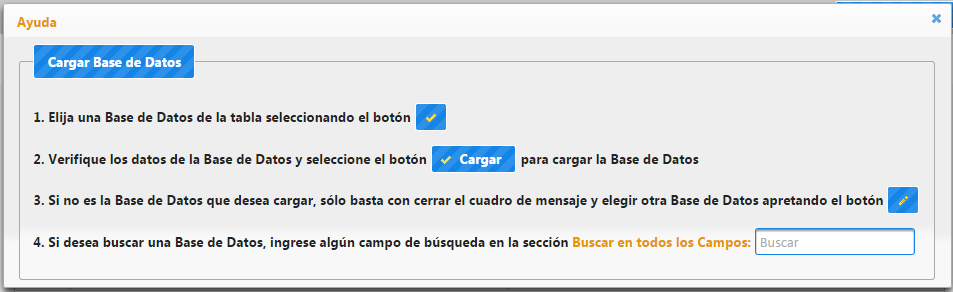 Ayuda
Cargar Base de Datos
1. Elija una Base de Datos de la tabla seleccionando el botón
2. Verifique los datos de la Base de Datos y seleccione el botón Cargar para cargar la Base de Datos
3. Si no es la Base de Datos que desea cargar, sólo basta con cerrar el cuadro de mensaje y elegir otra Base de Datos apretando el botón
4. Si desea buscar una Base de Datos, ingrese algún campo de búsqueda en la sección Buscar en todos los Campos: Buscar